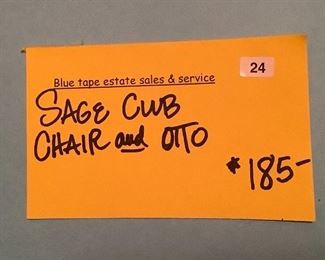 Blue tape estate sales & service
24
SAGE CLUB
CHAIR and OTTO
$185-